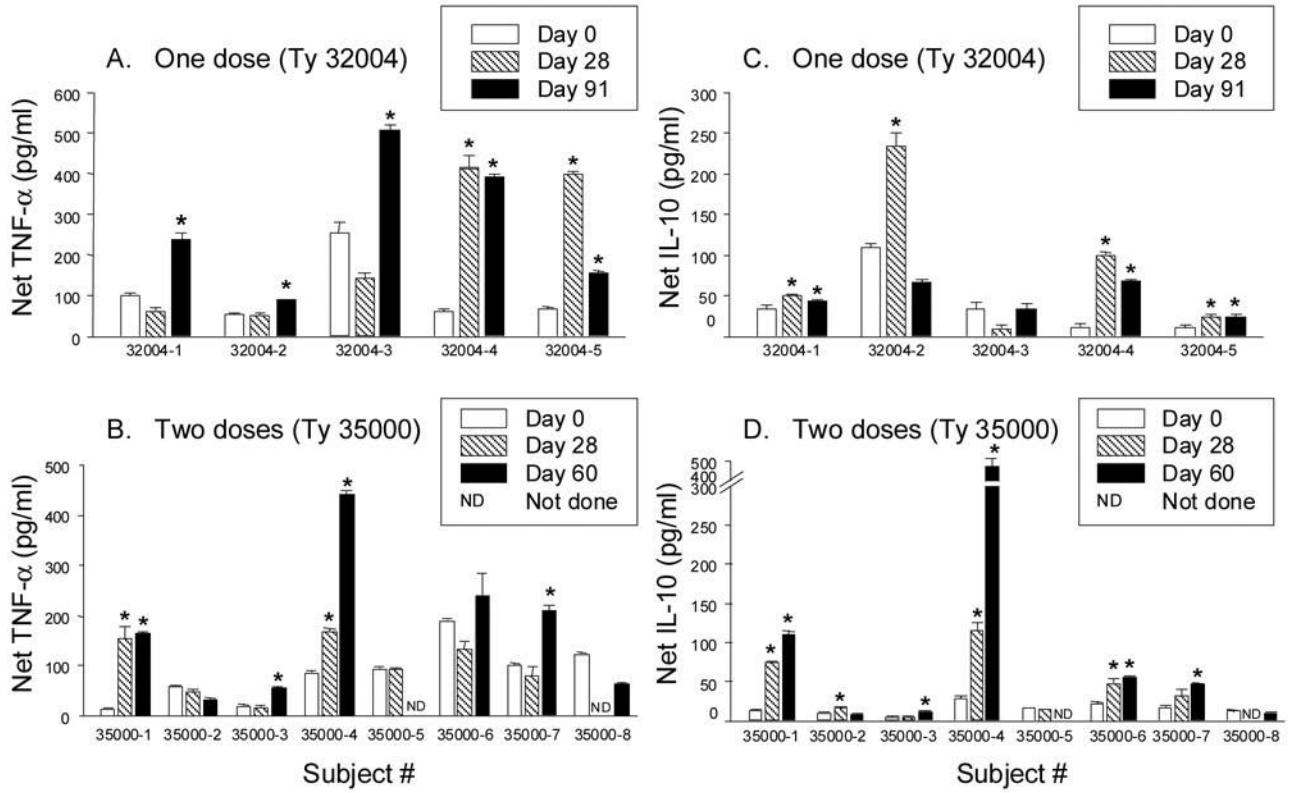 A. One dose (Ty 32004)
Day 0
Day 28
Day 91
Net TNF-α (pg/ml)
600
500
400
300
200
100
0
* * * * * *
32004-1 32004-2 32004-3 32004-4 32004-5
C. One dose (Ty 32004)
Day 0
Day 28
Day 91
Net IL-10 (pg/ml)
300
250
200
150
100
50
0
* * * * * * *
32004-1 32004-2 32004-3 32004-4 32004-5
B. Two doses (Ty 35000)
Day 0
Day 28
Day 60
ND Not done
Net TNF-α (pg/ml)
500
400
300
200
100
0
* * * * * *
ND ND
35000-1 35000-2 35000-3 35000-4 35000-5 35000-6 35000-7 35000-8
Subject #
D. Two doses (Ty 35000)
Day 0
Day 28
Day 60
ND Not done
Net IL-10 (pg/ml)
500
400
300
250
200
150
100
50
0
* * * * * * * * *
ND ND
35000-1 35000-2 35000-3 35000-4 35000-5 35000-6 35000-7 35000-8
Subject #